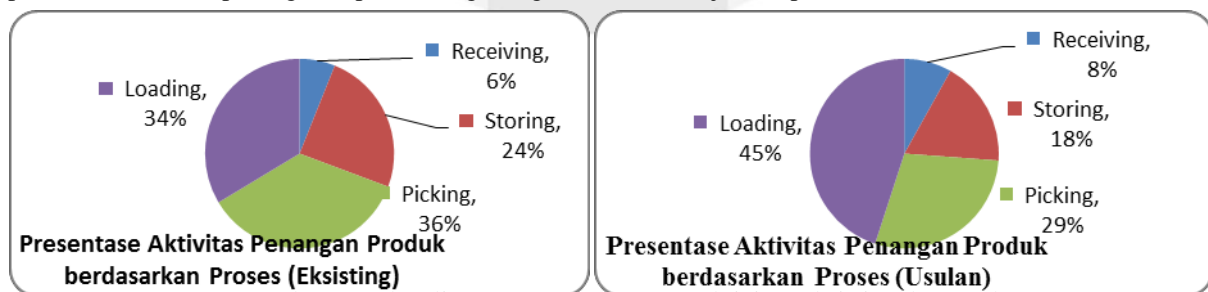 Receiving,
6%
Loading,
34%
Storing,
24%
Picking,
36%
Presentase Aktivitas Penangan Produk
berdasarkan Proses (Eksisting)
Receiving,
8%
Loading,
45%
Storing,
18%
Picking,
29%
Presentase Aktivitas Penangan Produk
berdasarkan Proses (Usulan)